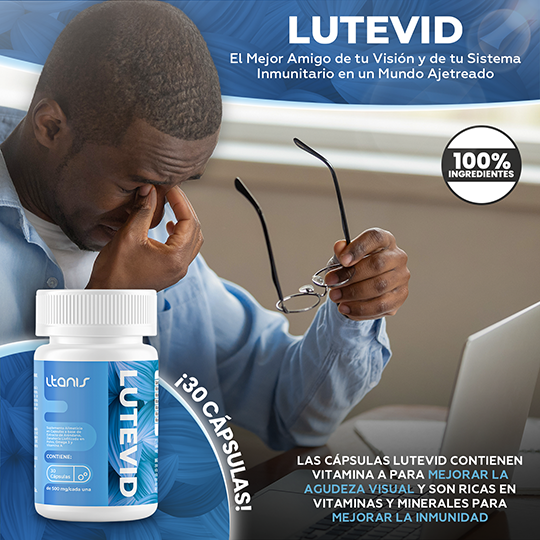 LUTEVID
El Mejor Amigo de tu Visión y de tu Sistema
Inmunitario en un Mundo Ajetreado
100%
INGREDIENTES
Ltanis
LUTEVID
CONTIENE:
30
Cápsulas
de 500 mg/cada una
¡30 CÁPSULAS!
LAS CÁPSULAS LUTEVID CONTIENEN
VITAMINA A PARA MEJORAR LA
AGUDEZA VISUAL Y SON RICAS EN
VITAMINAS Y MINERALES PARA
MEJORAR LA INMUNIDAD